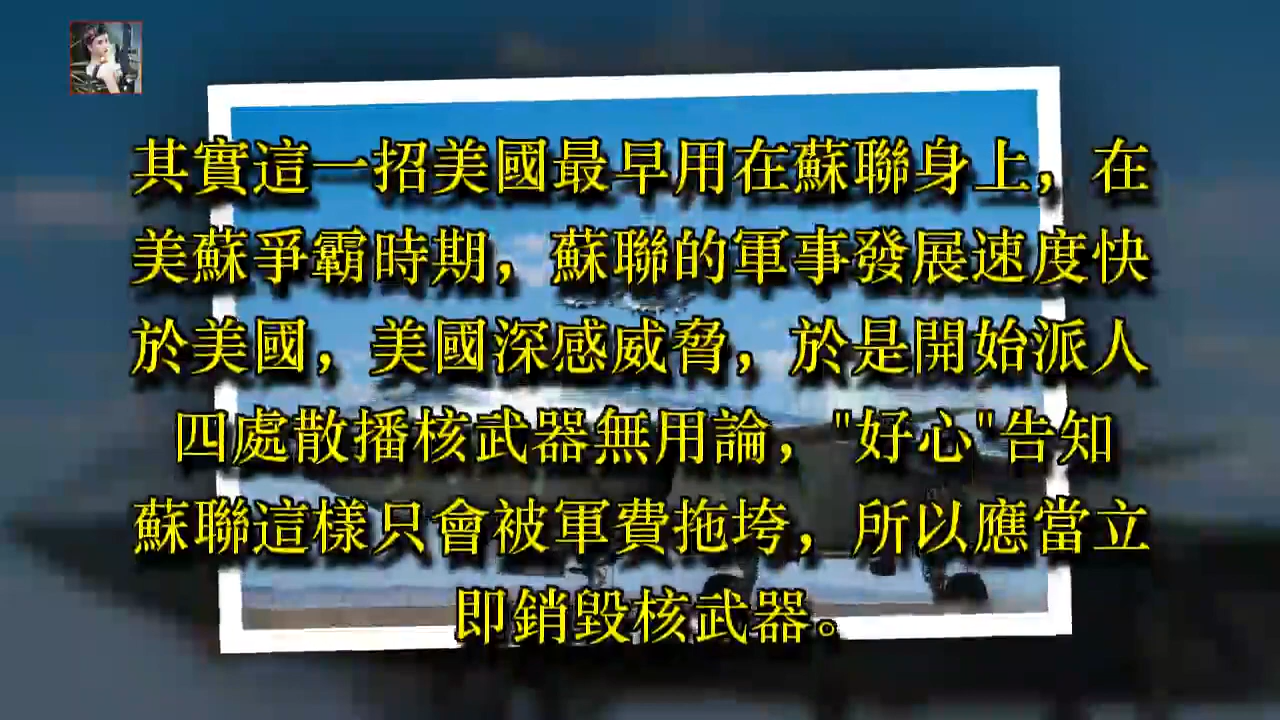 其實這一招美國最早用在蘇聯身上，在
美蘇爭霸時期，蘇聯的軍事發展速度快
於美國，美國深感威脅，於是開始派人
四處散播核武器無用論，"好心"告知
蘇聯這樣只會被軍費拖垮，所以應當立
即銷毀核武器。